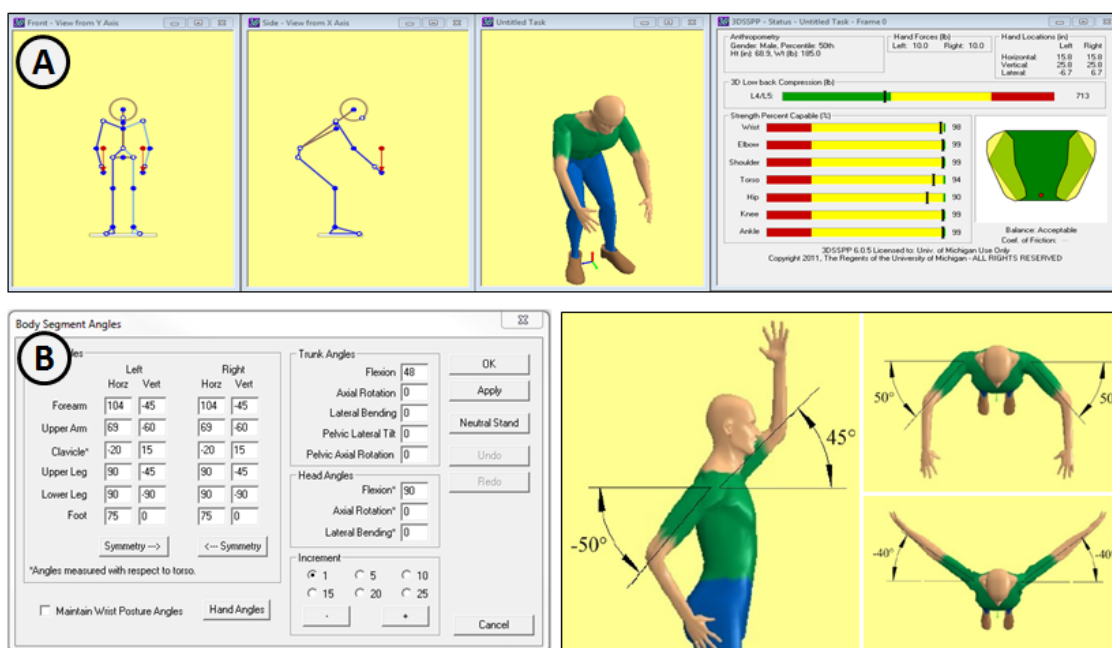 Front - View from Y Axis
Side - View from X Axis
Untitled Task
3DSSPP - Status - Untitled Task - Frame 0
A
Anthropometry
Gender: Male, Percentile: 50th
Ht (in): 68.9, Wt (lb): 185.0
Hand Forces (lb)
Left: 10.0 Right: 10.0
Hand Locations (in)
Left Right
Horizontal: 15.8 15.8
Vertical: 25.8 25.8
Lateral: -6.7 6.7
3D Low back Compression (lb)
L4/L5: 713
Strength Percent Capable (%)
Wrist 98
Elbow 99
Shoulder 99
Torso 94
Hip 90
Knee 99
Ankle 99
Balance: Acceptable
Coef. of Friction: --
3DSSPP 6.0.5 Licensed to: Univ. of Michigan Use Only
Copyright 2011, The Regents of the University of Michigan - ALL RIGHTS RESERVED
Body Segment Angles
B
Left Right
Horz Vert Horz Vert
Forearm 104 -45 104 -45
Upper Arm 69 -60 69 -60
Clavicle* -20 15 -20 15
Upper Leg 90 -45 90 -45
Lower Leg 90 -90 90 -90
Foot 75 0 75 0
Symmetry --> <--- Symmetry
*Angles measured with respect to torso.
Maintain Wrist Posture Angles
Hand Angles
Trunk Angles
Flexion 48
Axial Rotation 0
Lateral Bending 0
Pelvic Lateral Tilt 0
Pelvic Axial Rotation 0
Head Angles
Flexion* 90
Axial Rotation* 0
Lateral Bending* 0
Increment
1 5 10
15 20 25
- +
OK
Apply
Neutral Stand
Undo
Redo
Cancel
45°
-50°
50° 50°
-40° -40°